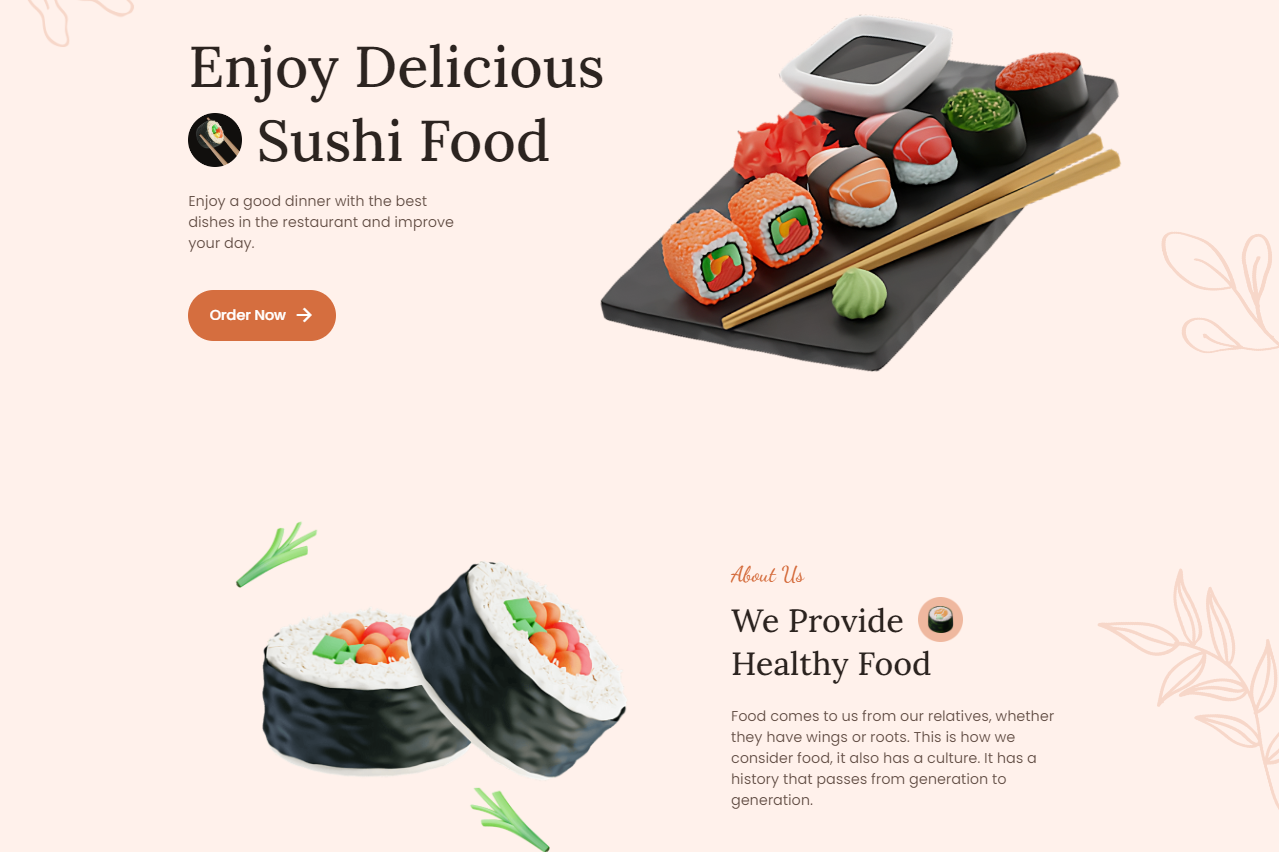 Enjoy Delicious
Sushi Food
Enjoy a good dinner with the best
dishes in the restaurant and improve
your day.
Order Now
About Us
We Provide
Healthy Food
Food comes to us from our relatives, whether
they have wings or roots. This is how we
consider food, it also has a culture. It has a
history that passes from generation to
generation.